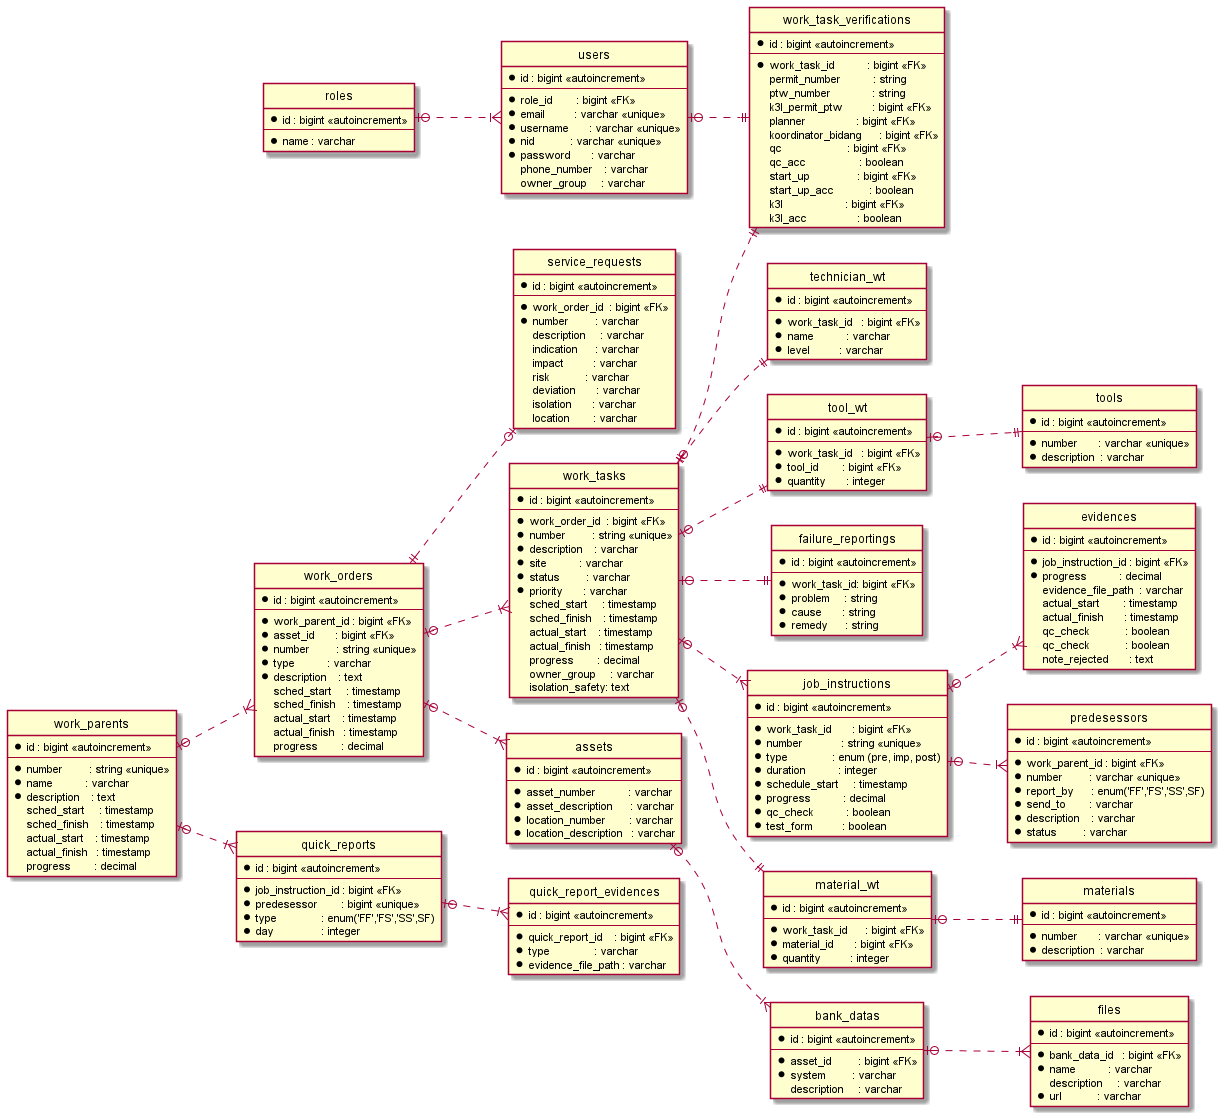 roles
id : bigint «autoincrement»
name : varchar
users
id : bigint «autoincrement»
role_id : bigint «FK»
email : varchar «unique»
username : varchar «unique»
nid : varchar «unique»
password : varchar
phone_number : varchar
owner_group : varchar
work_task_verifications
id : bigint «autoincrement»
work_task_id : bigint «FK»
permit_number : string
ptw_number : string
k3l_permit_ptw : bigint «FK»
planner : bigint «FK»
koordinator_bidang : bigint «FK»
qc : bigint «FK»
qc_acc : boolean
start_up : bigint «FK»
start_up_acc : boolean
k3l : bigint «FK»
k3l_acc : boolean
service_requests
id : bigint «autoincrement»
work_order_id : bigint «FK»
number : varchar
description : varchar
indication : varchar
impact : varchar
risk : varchar
deviation : varchar
isolation : varchar
location : varchar
technician_wt
id : bigint «autoincrement»
work_task_id : bigint «FK»
name : varchar
level : varchar
tool_wt
id : bigint «autoincrement»
work_task_id : bigint «FK»
tool_id : bigint «FK»
quantity : integer
tools
id : bigint «autoincrement»
number : varchar «unique»
description : varchar
work_tasks
id : bigint «autoincrement»
work_order_id : bigint «FK»
number : string «unique»
description : varchar
site : varchar
status : varchar
priority : varchar
sched_start : timestamp
sched_finish : timestamp
actual_start : timestamp
actual_finish : timestamp
progress : decimal
owner_group : varchar
isolation_safety: text
failure_reportings
id : bigint «autoincrement»
work_task_id: bigint «FK»
problem : string
cause : string
remedy : string
evidences
id : bigint «autoincrement»
job_instruction_id : bigint «FK»
progress : decimal
evidence_file_path : varchar
actual_start : timestamp
actual_finish : timestamp
qc_check : boolean
qc_check : boolean
note_rejected : text
work_orders
id : bigint «autoincrement»
work_parent_id : bigint «FK»
asset_id : bigint «FK»
number : string «unique»
type : varchar
description : text
sched_start : timestamp
sched_finish : timestamp
actual_start : timestamp
actual_finish : timestamp
progress : decimal
job_instructions
id : bigint «autoincrement»
work_task_id : bigint «FK»
number : string «unique»
type : enum (pre, imp, post)
duration : integer
schedule_start : timestamp
progress : decimal
qc_check : boolean
test_form : boolean
predesessors
id : bigint «autoincrement»
work_parent_id : bigint «FK»
number : varchar «unique»
report_by : enum('FF','FS','SS',SF)
send_to : varchar
description : varchar
status : varchar
work_parents
id : bigint «autoincrement»
number : string «unique»
name : varchar
description : text
sched_start : timestamp
sched_finish : timestamp
actual_start : timestamp
actual_finish : timestamp
progress : decimal
assets
id : bigint «autoincrement»
asset_number : varchar
asset_description : varchar
location_number : varchar
location_description : varchar
quick_reports
id : bigint «autoincrement»
job_instruction_id : bigint «FK»
predesessor : bigint «unique»
type : enum('FF','FS','SS',SF)
day : integer
quick_report_evidences
id : bigint «autoincrement»
quick_report_id : bigint «FK»
type : varchar
evidence_file_path : varchar
material_wt
id : bigint «autoincrement»
work_task_id : bigint «FK»
material_id : bigint «FK»
quantity : integer
materials
id : bigint «autoincrement»
number : varchar «unique»
description : varchar
bank_datas
id : bigint «autoincrement»
asset_id : bigint «FK»
system : varchar
description : varchar
files
id : bigint «autoincrement»
bank_data_id : bigint «FK»
name : varchar
description : varchar
url : varchar